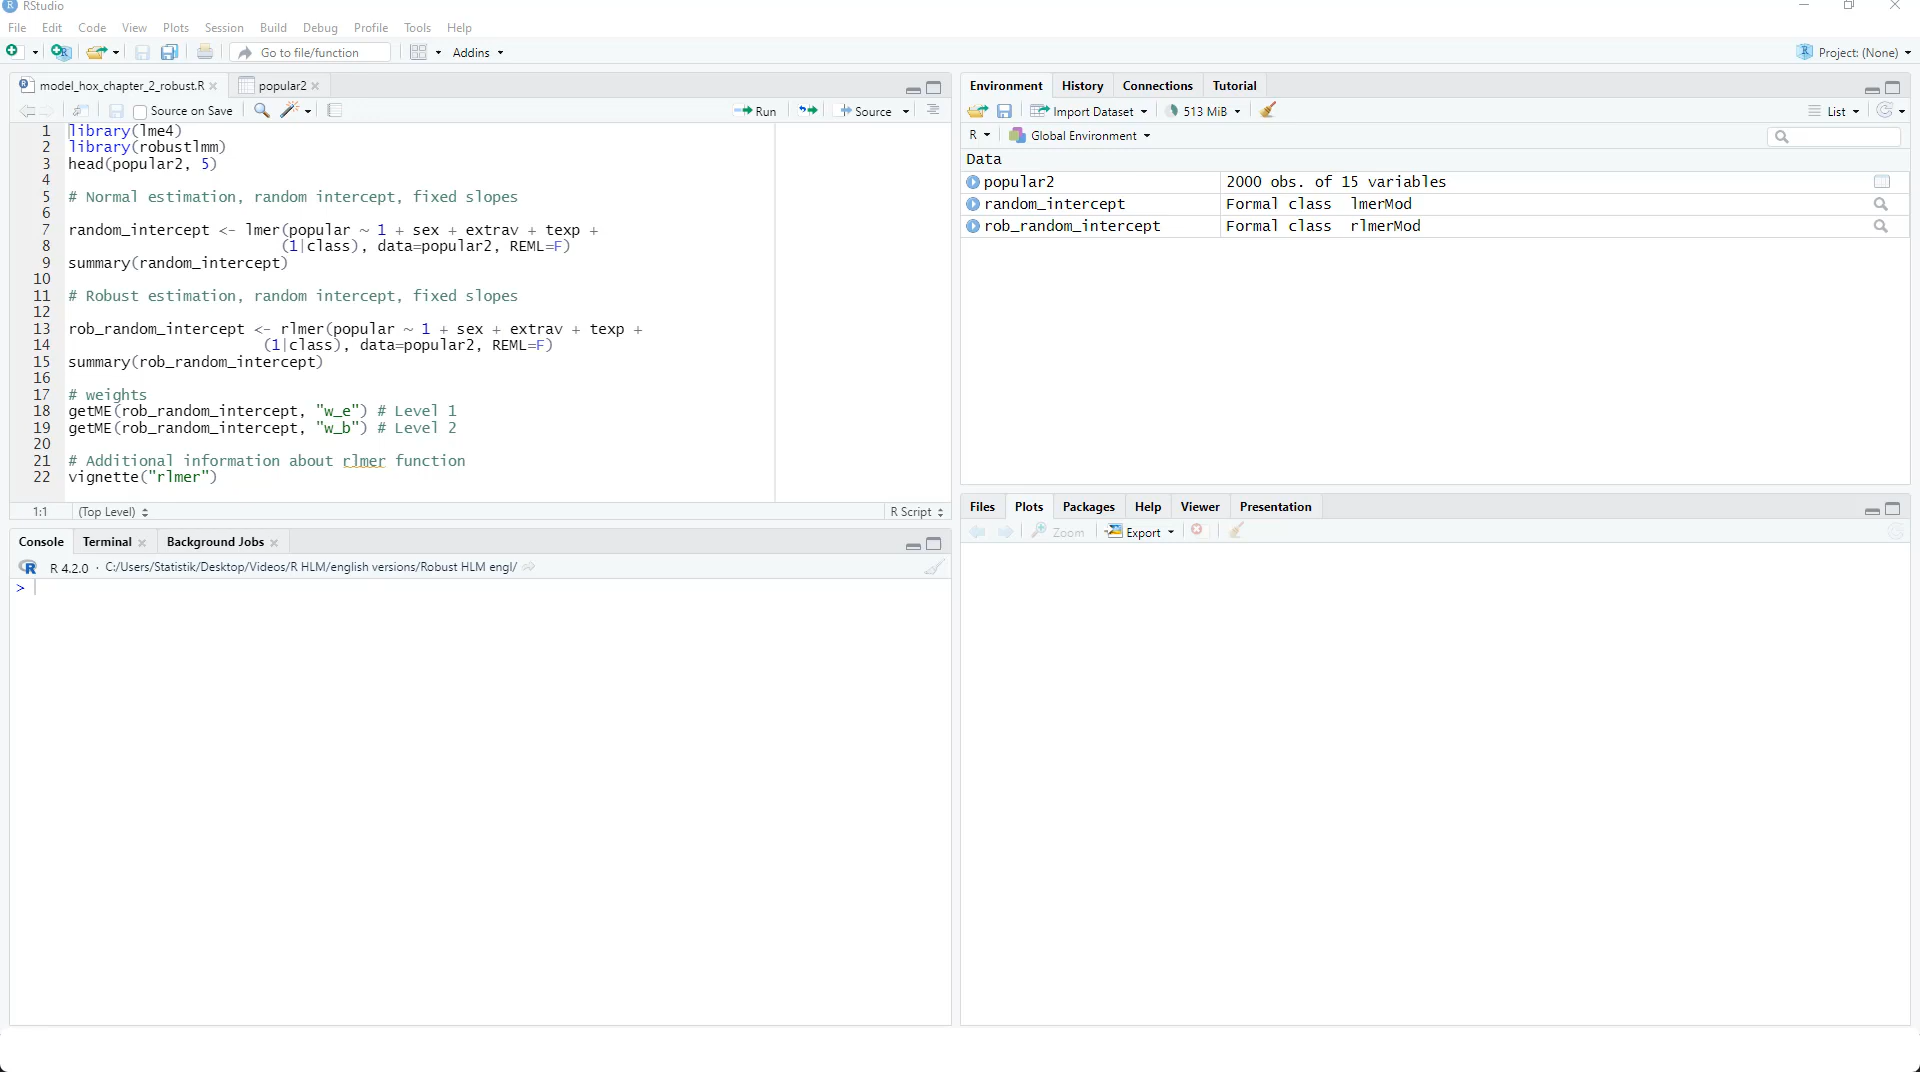 RStudio
File Edit Code View Plots Session Build Debug Profile Tools Help
Go to file/function Addins Project: (None)
model_hox_chapter_2_robust.R popular2
Source on Save Run Source
1 library(lme4)
2 library(robustlmm)
3 head(popular2, 5)
4
5 # Normal estimation, random intercept, fixed slopes
6
7 random_intercept <- lmer(popular ~ 1 + sex + extrav + texp +
8 (1|class), data=popular2, REML=F)
9 summary(random_intercept)
10
11 # Robust estimation, random intercept, fixed slopes
12
13 rob_random_intercept <- rlmer(popular ~ 1 + sex + extrav + texp +
14 (1|class), data=popular2, REML=F)
15 summary(rob_random_intercept)
16
17 # weights
18 getME(rob_random_intercept, "w_e") # Level 1
19 getME(rob_random_intercept, "w_b") # Level 2
20
21 # Additional information about rlmer function
22 vignette("rlmer")
1:1 (Top Level) R Script
Console Terminal Background Jobs
R 4.2.0 · C:/Users/Statistik/Desktop/Videos/R HLM/english versions/Robust HLM engl/
>
Environment History Connections Tutorial
Import Dataset 513 MiB List
R Global Environment
Data
popular2 2000 obs. of 15 variables
random_intercept Formal class lmerMod
rob_random_intercept Formal class rlmerMod
Files Plots Packages Help Viewer Presentation
Zoom Export